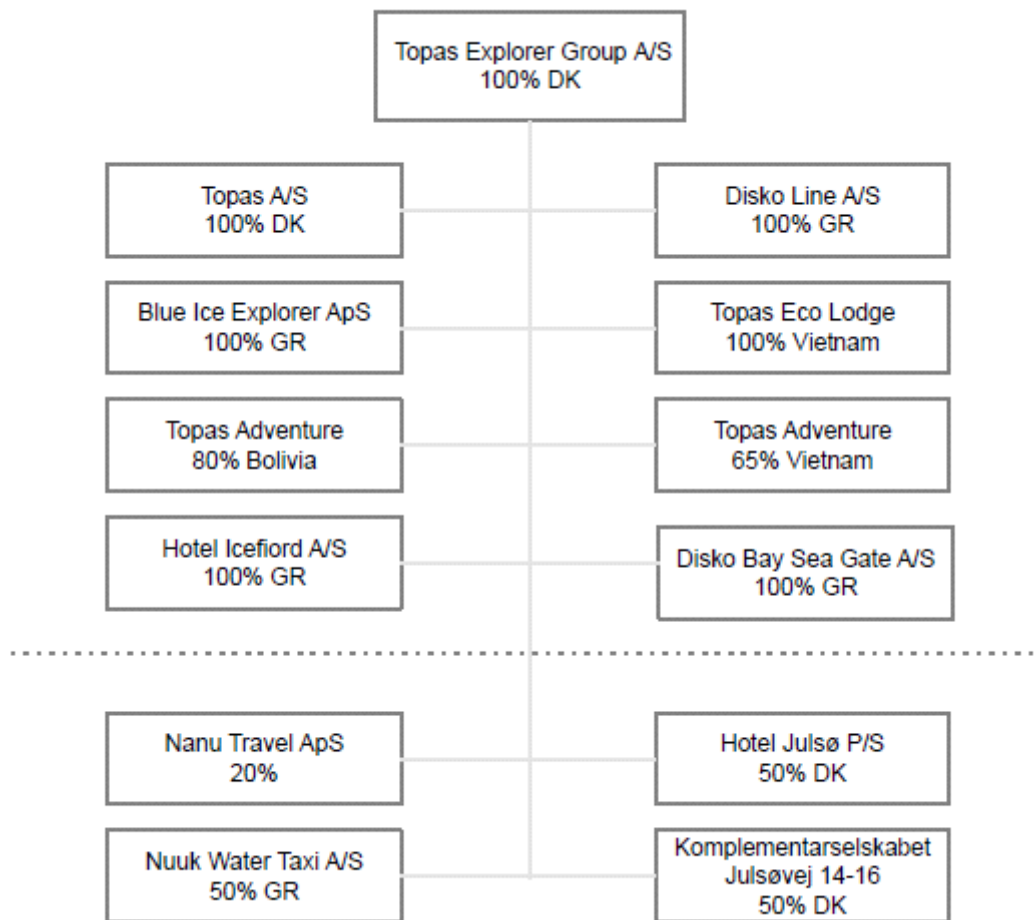 Topas Explorer Group A/S
100% DK
Topas A/S
100% DK
Disko Line A/S
100% GR
Blue Ice Explorer ApS
100% GR
Topas Eco Lodge
100% Vietnam
Topas Adventure
80% Bolivia
Topas Adventure
65% Vietnam
Hotel Icefiord A/S
100% GR
Disko Bay Sea Gate A/S
100% GR
Nanu Travel ApS
20%
Hotel Julsø P/S
50% DK
Nuuk Water Taxi A/S
50% GR
Komplementarselskabet
Julsøvej 14-16
50% DK